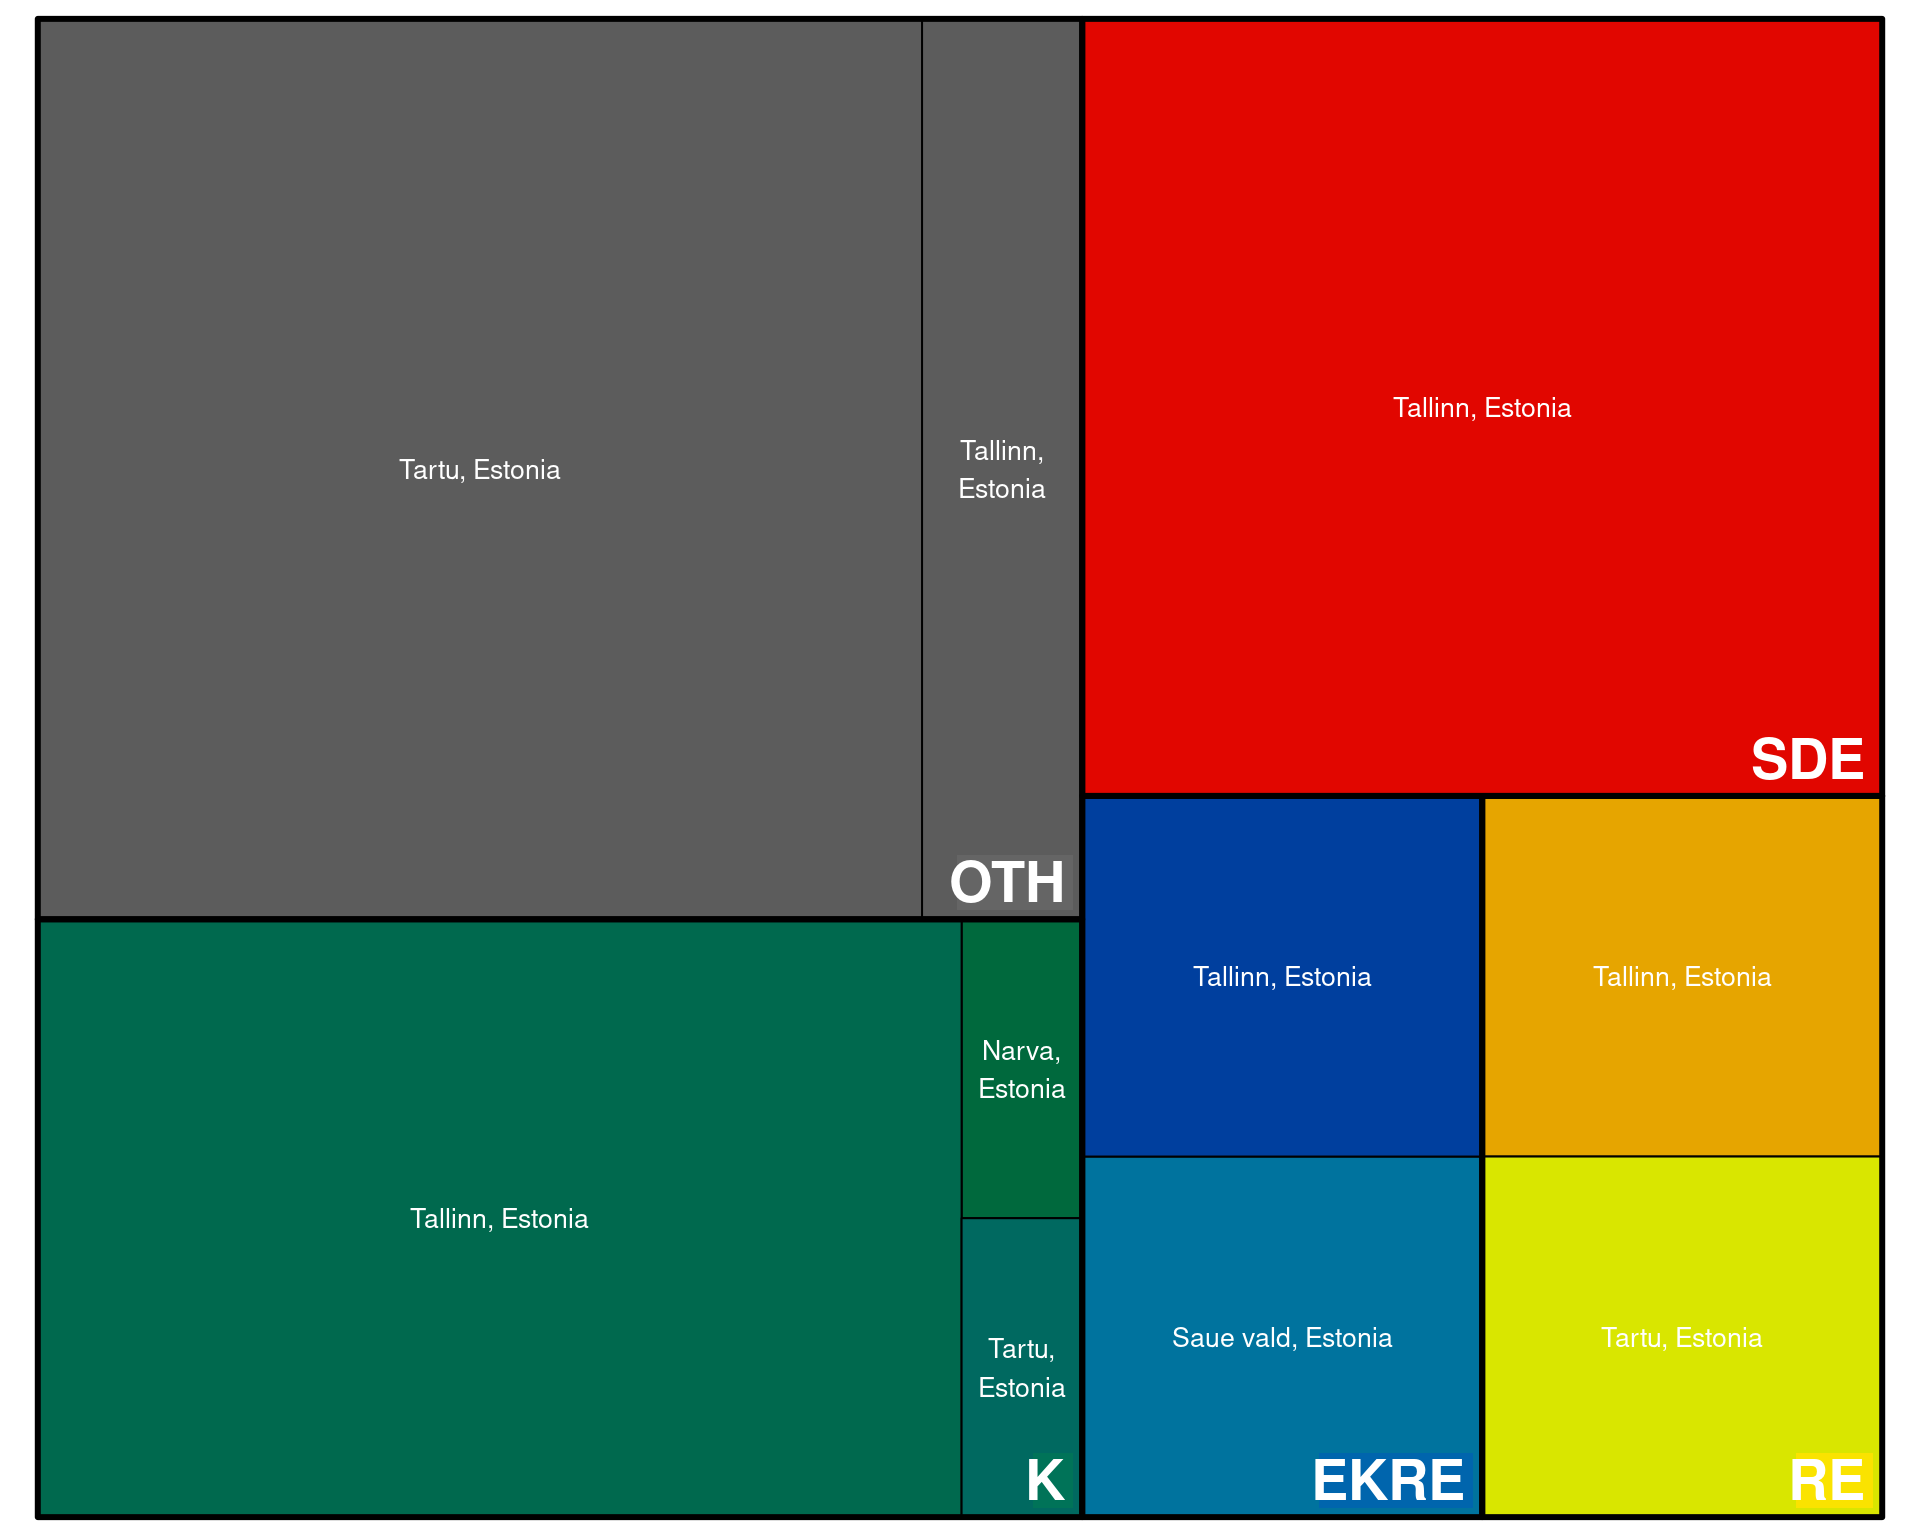 Tartu, Estonia
Tallinn,
Estonia
OTH
Tallinn, Estonia
SDE
Tallinn, Estonia
Narva,
Estonia
Tartu,
Estonia
K
Tallinn, Estonia
Saue vald, Estonia
EKRE
Tallinn, Estonia
Tartu, Estonia
RE